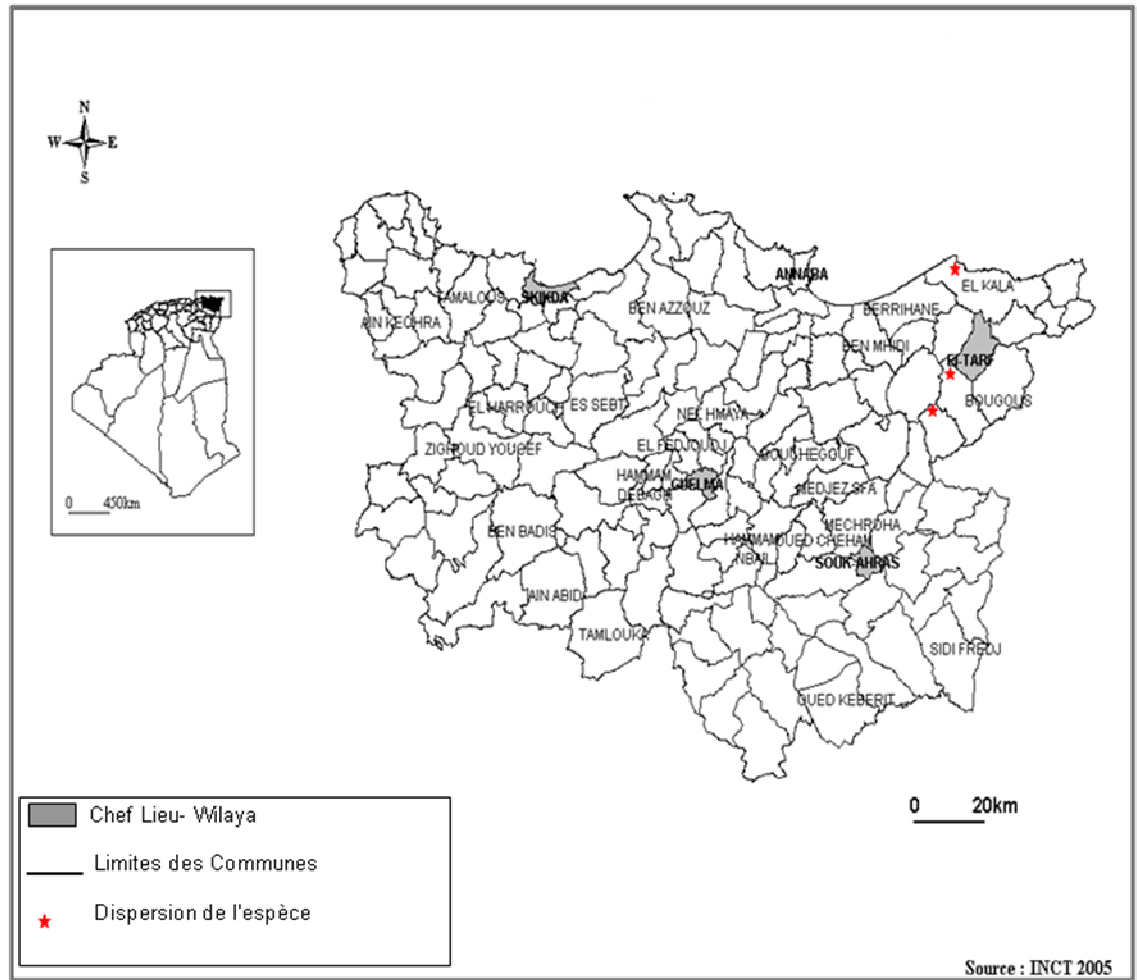 N
W E
S
0 450km
ANNABA
TAMALOUS
SKIKDA
EL KALA
BEN AZZOUZ
BERRIHANE
AIN KECHRA
BEN MHIDI
El TARF
BOUGOUS
EL HARROUCH
ES SEBT
NECHMAYA
ZIGHOUD YOUCEF
EL FEDJOUDJ
BOUCHEGOUF
HAMMAM
DEBAGH
GUELMA
MEDJEZ SFA
BEN BADIS
MECHROHA
HAMMAM
NBAIL
OUED CHEHAM
SOUK AHRAS
AIN ABID
TAMLOUKA
SIDI FREDJ
OUED KEBERIT
0 20km
Chef Lieu- Wilaya
Limites des Communes
Dispersion de l'espèce
Source : INCT 2005